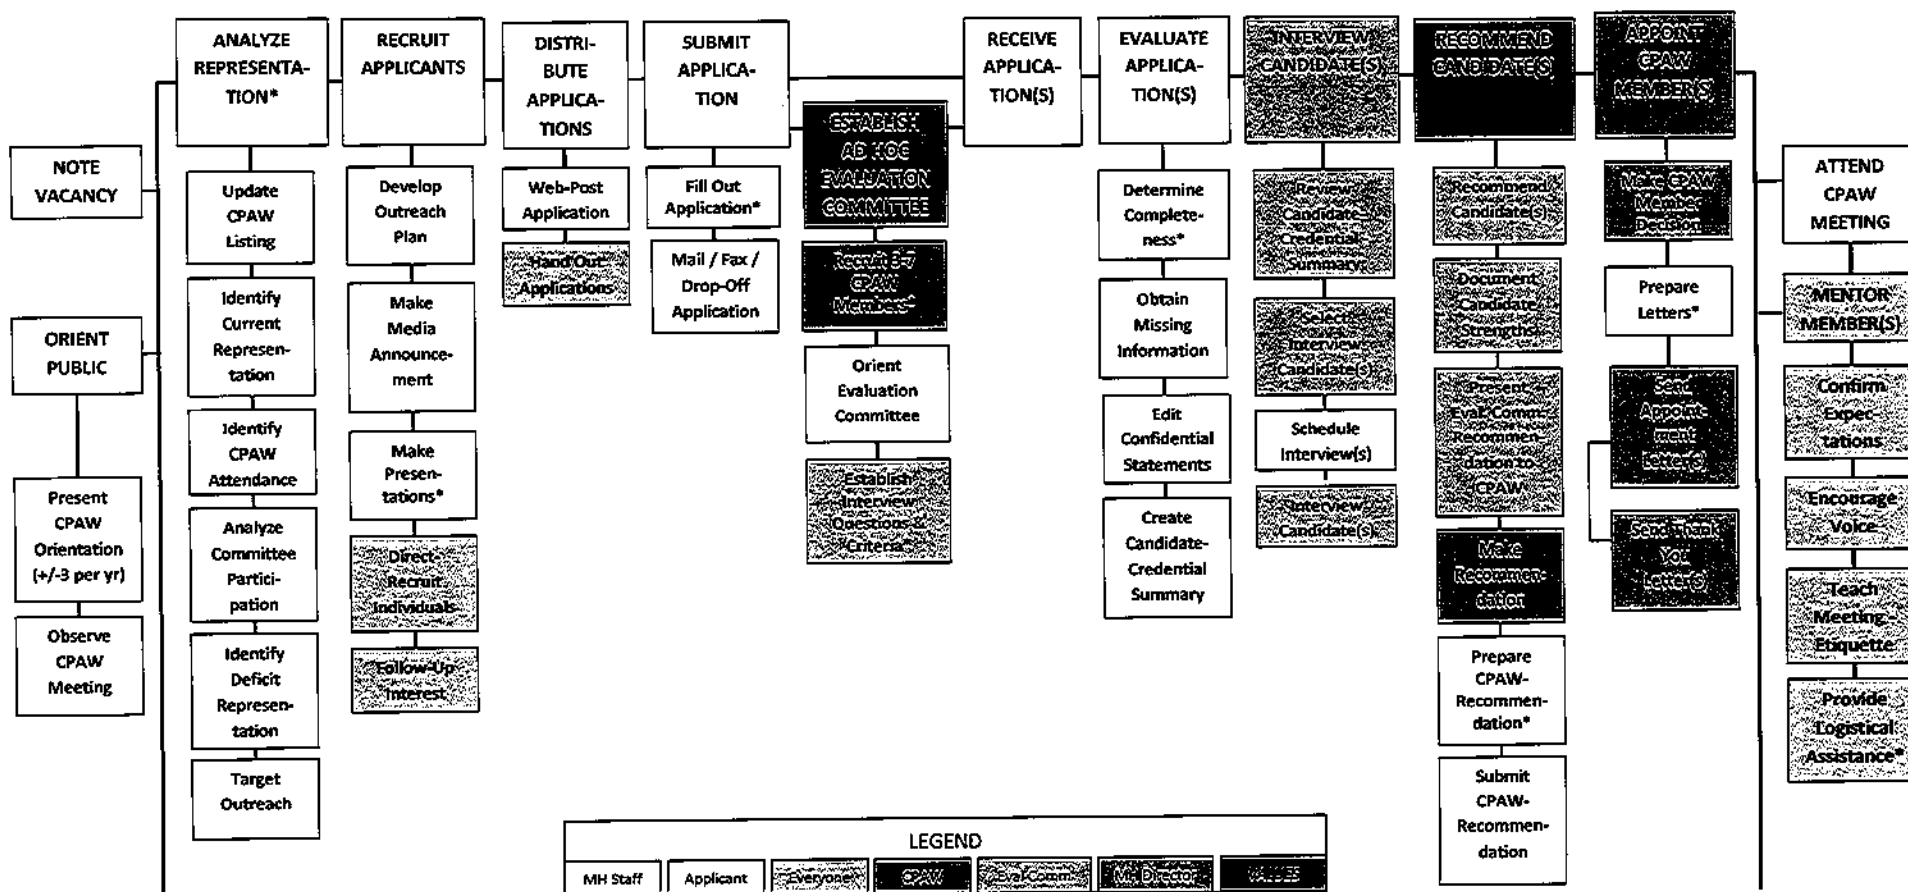 NOTE
VACANCY
ORIENT
PUBLIC
Present
CPAW
Orientation
(+/-3 per yr)
Observe
CPAW
Meeting
ANALYZE
REPRESENTA-
TION*
Update
CPAW
Listing
Identify
Current
Represen-
tation
Identify
CPAW
Attendance
Analyze
Committee
Partici-
pation
Identify
Deficit
Represen-
tation
Target
Outreach
RECRUIT
APPLICANTS
Develop
Outreach
Plan
Make
Media
Announce-
ment
Make
Presen-
tations*
Direct
Recruit
Individuals
Follow-Up
Interest
DISTRI-
BUTE
APPLICA-
TIONS
Web-Post
Application
Hand Out
Applications
SUBMIT
APPLICA-
TION
Fill Out
Application*
Mail / Fax /
Drop-Off
Application
ESTABLISH
AD HOC
EVALUATION
COMMITTEE
Recruit
CPAW
Members*
Orient
Evaluation
Committee
Establish
Interview
Questions &
Criteria
RECEIVE
APPLICA-
TION(S)
EVALUATE
APPLICA-
TION(S)
Determine
Complete-
ness*
Obtain
Missing
Information
Edit
Confidential
Statements
Create
Candidate-
Credential
Summary
INTERVIEW
CANDIDATE(S)
Review
Candidate-
Credential
Summary
Select
Interview
Candidate(s)
Schedule
Interview(s)
Interview
Candidate(s)
RECOMMEND
CANDIDATE(S)
Recommend
Candidate(s)
Document
Candidate
Strengths
Present
Eval Comm
Recommen-
dation to
CPAW
Make
Recommen-
dation
Prepare
CPAW-
Recommen-
dation*
Submit
CPAW-
Recommen-
dation
APPOINT
CPAW
MEMBER(S)
Make CPAW
Member
Decision
Prepare
Letters*
Send
Appoint-
ment
Letter(s)
Send Thank
You
Letter(s)
ATTEND
CPAW
MEETING
MENTOR
MEMBER(S)
Confirm
Expec-
tations
Encourage
Voice
Teach
Meeting
Etiquette
Provide
Logistical
Assistance*
LEGEND
MH Staff
Applicant
Everyone
CPAW
Eval Comm
MH Director